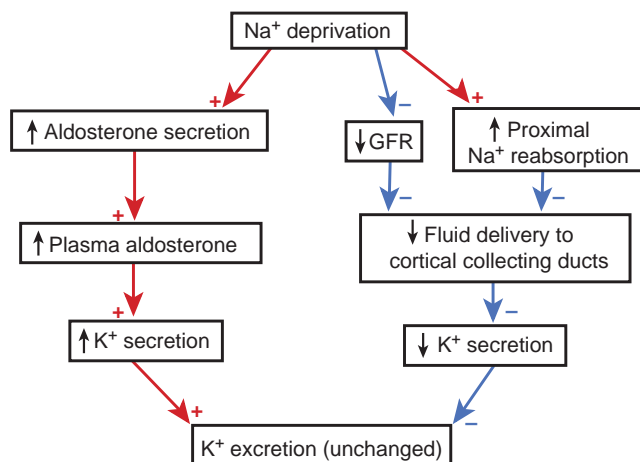 Na⁺ deprivation
+
–
+
↑ Aldosterone secretion
↓ GFR
↑ Proximal
Na⁺ reabsorption
+
–
–
↑ Plasma aldosterone
↓ Fluid delivery to
cortical collecting ducts
+
–
↑ K⁺ secretion
↓ K⁺ secretion
+
–
K⁺ excretion (unchanged)